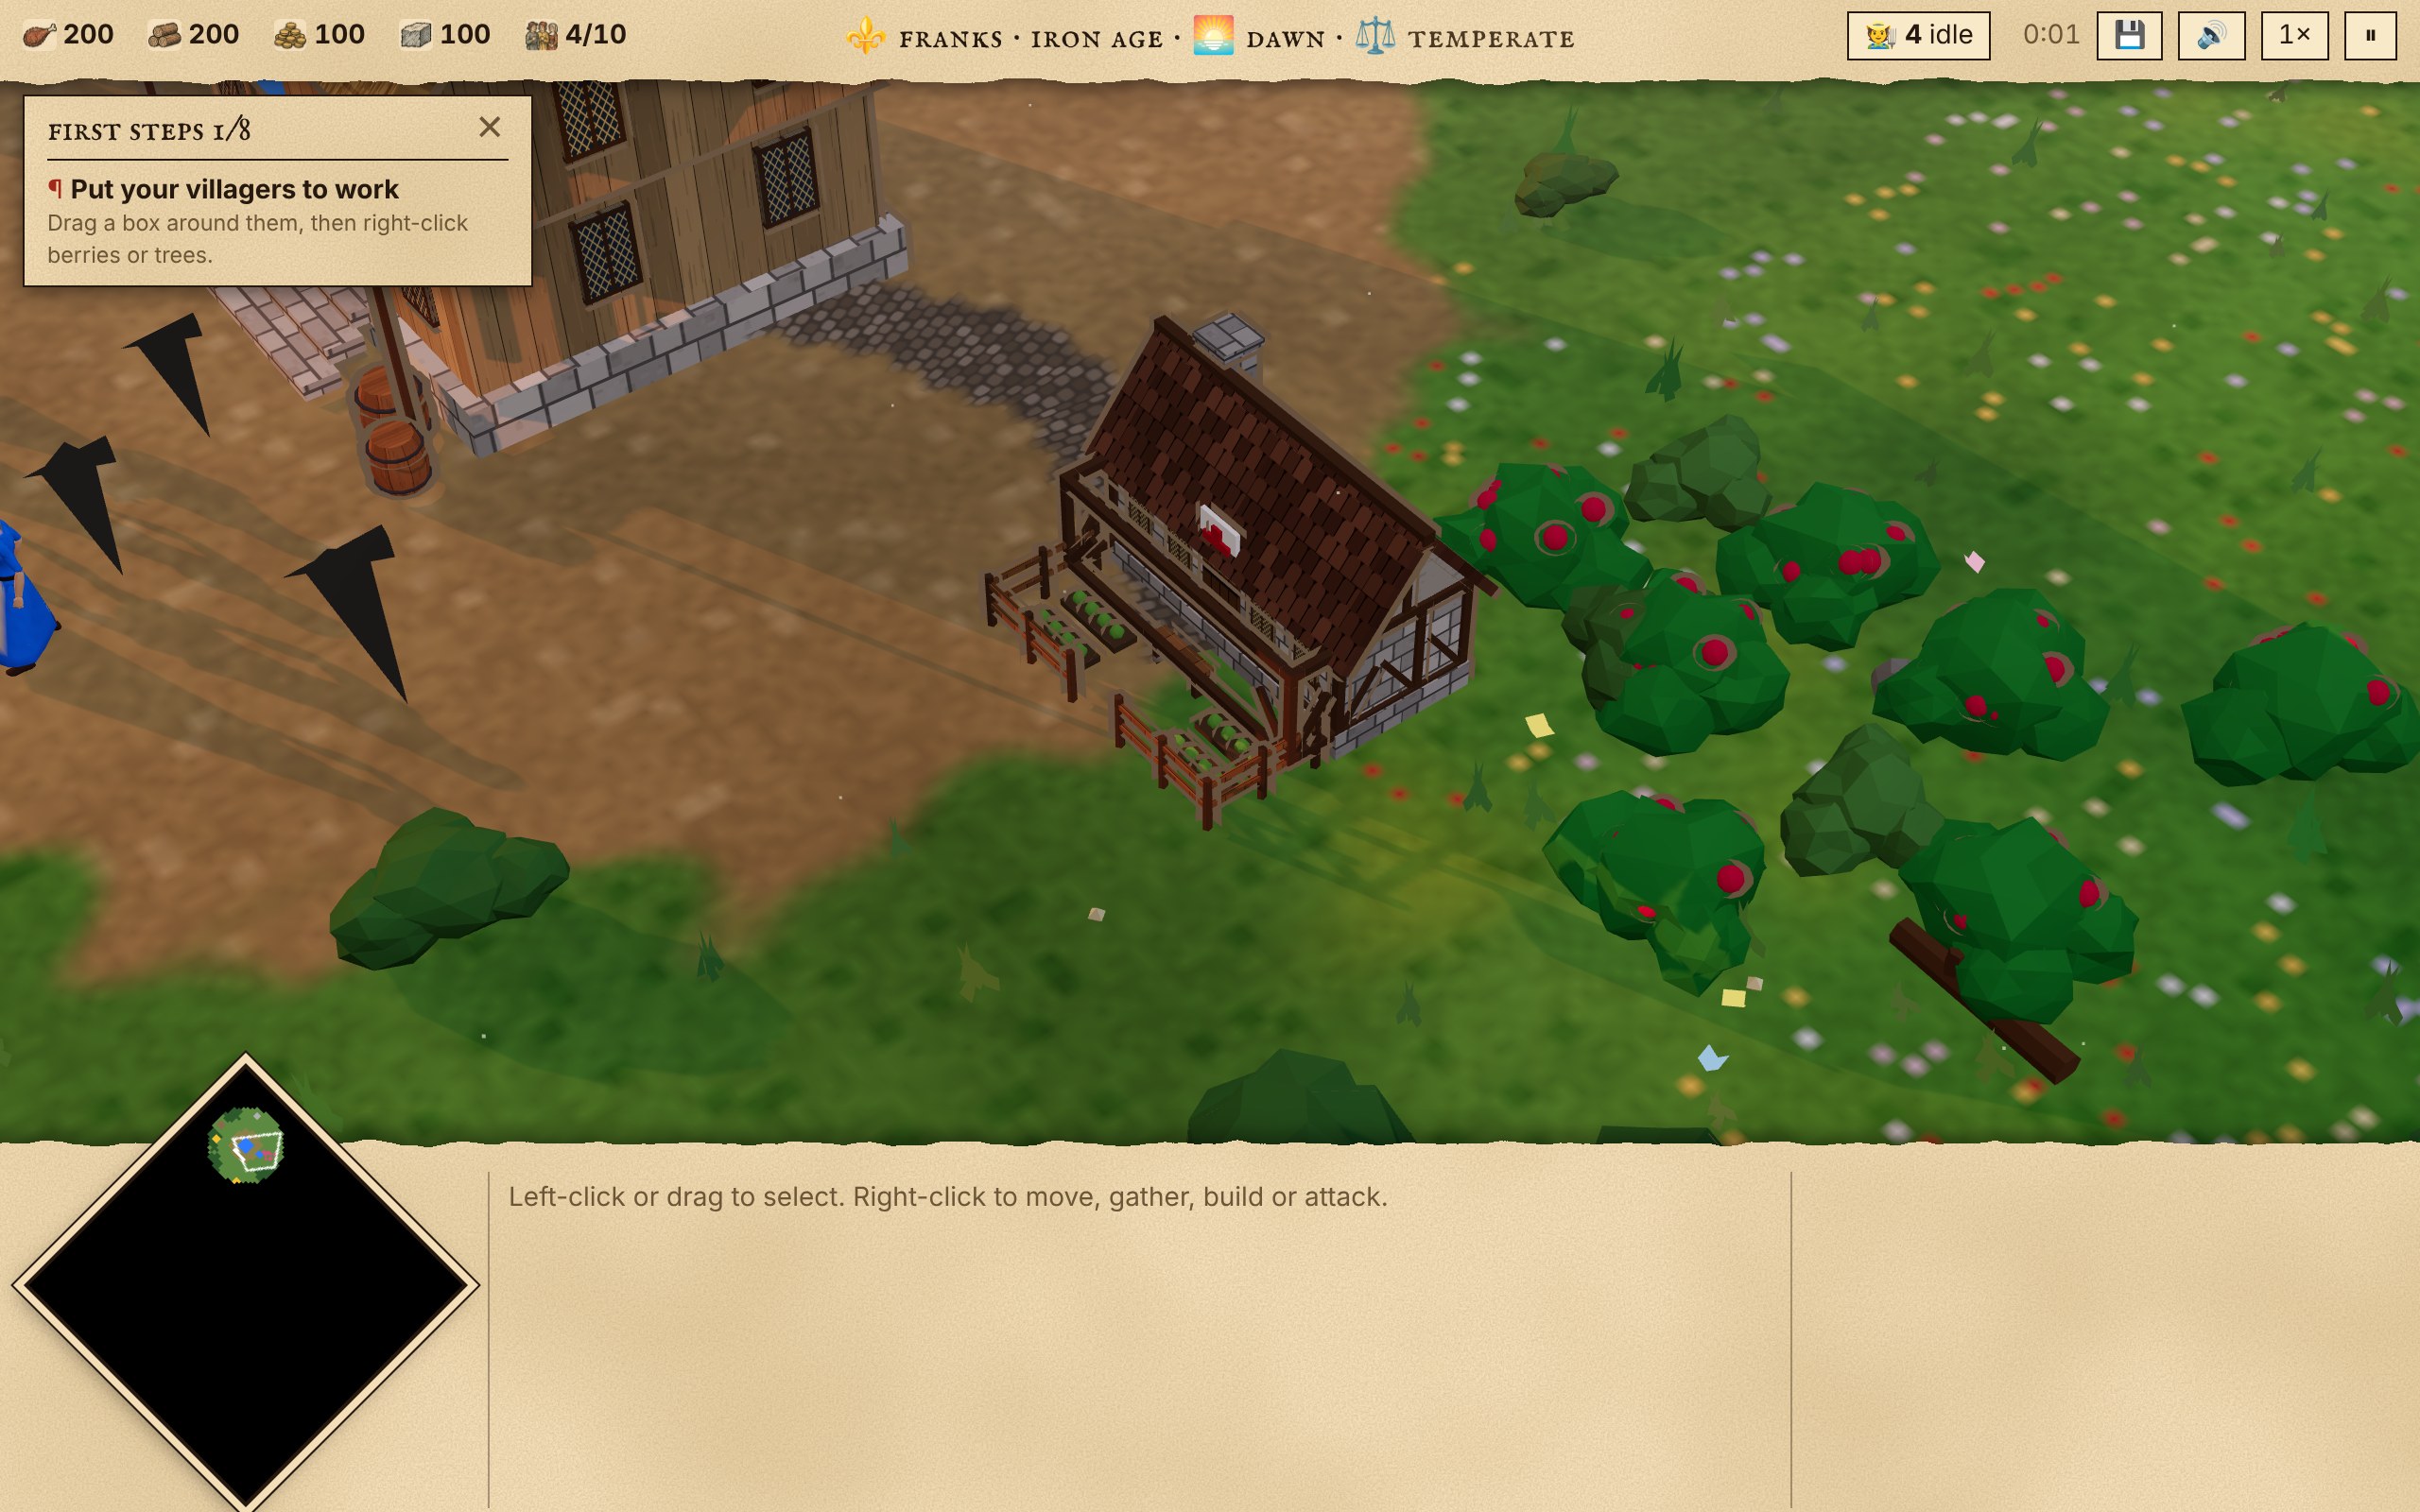 200 200 100 100 4/10
FRANKS · IRON AGE · DAWN · TEMPERATE
4 idle 0:01 1×
FIRST STEPS 1/8
¶ Put your villagers to work
Drag a box around them, then right-click
berries or trees.
Left-click or drag to select. Right-click to move, gather, build or attack.